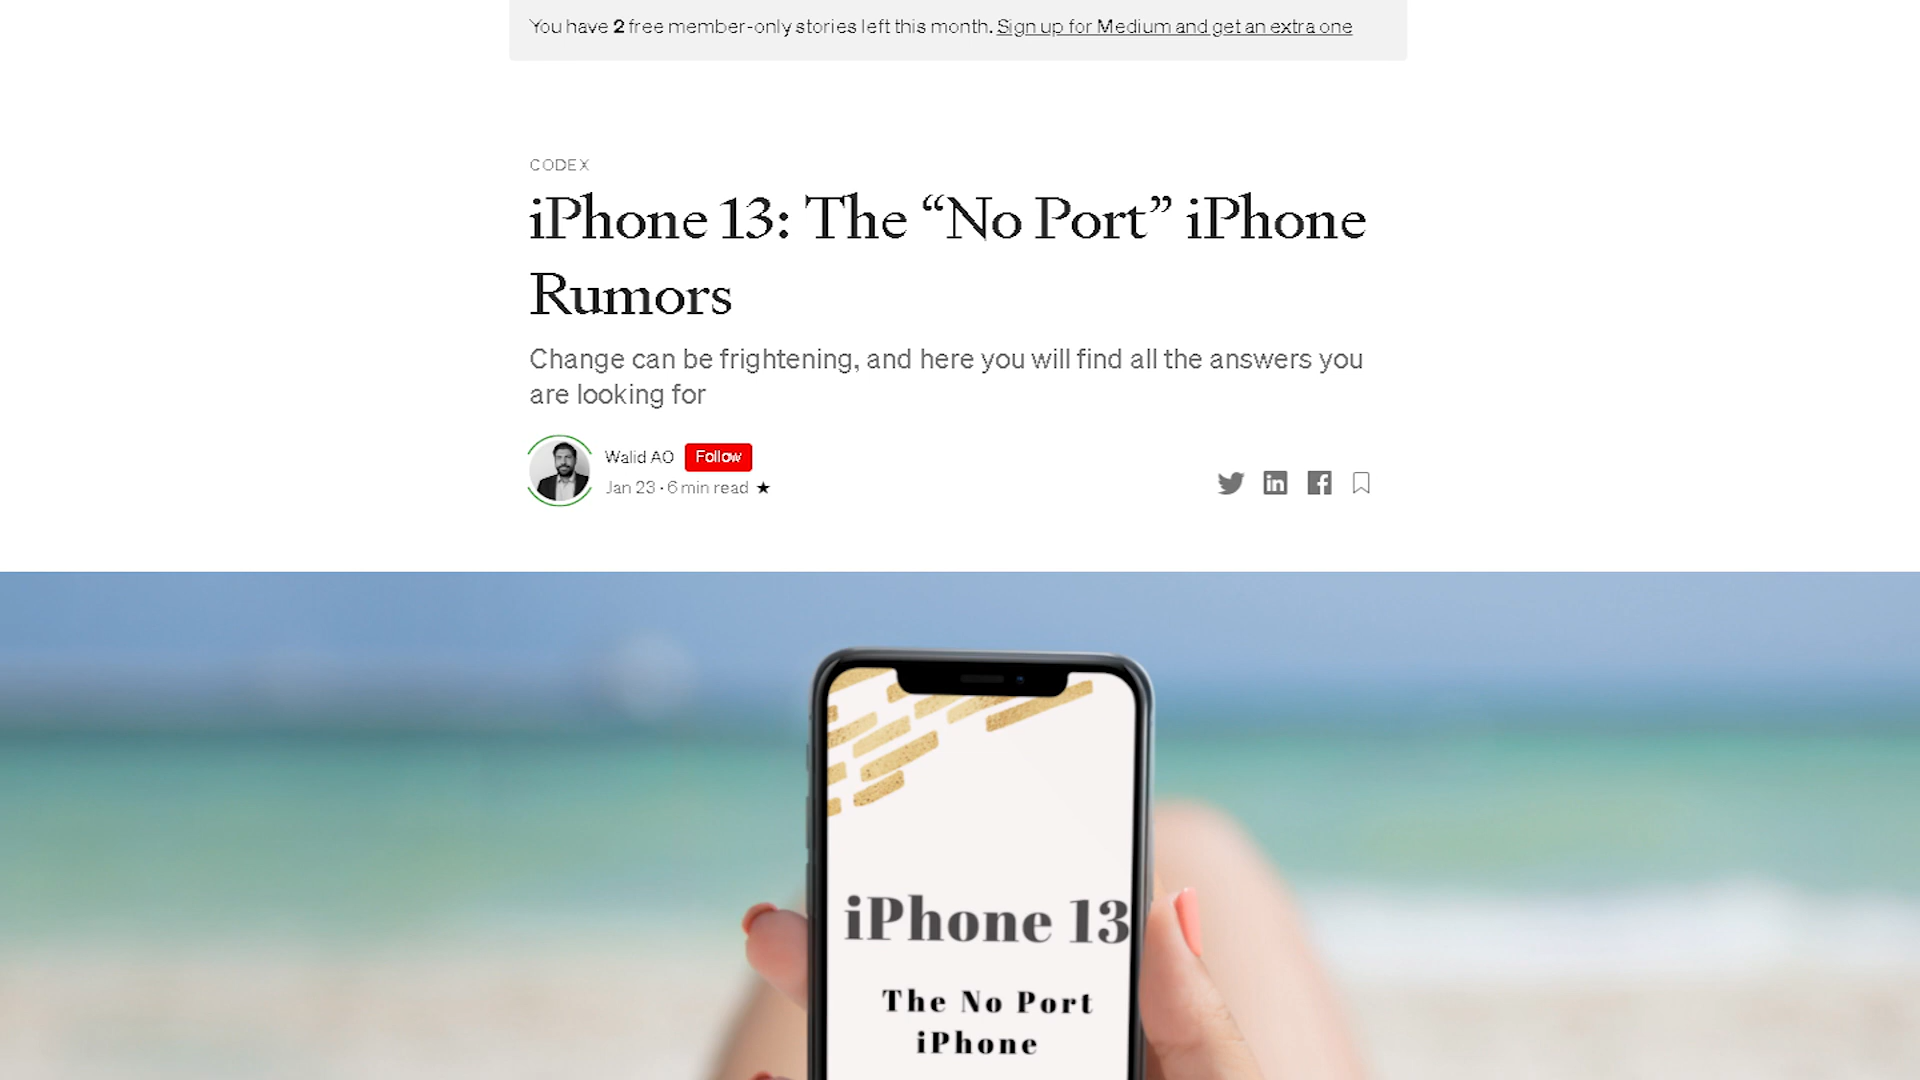 You have 2 free member-only stories left this month. Sign up for Medium and get an extra one
CODEX
iPhone 13: The “No Port” iPhone
Rumors
Change can be frightening, and here you will find all the answers you
are looking for
Walid AO Follow
Jan 23 · 6 min read ★
iPhone 13
The No Port
iPhone